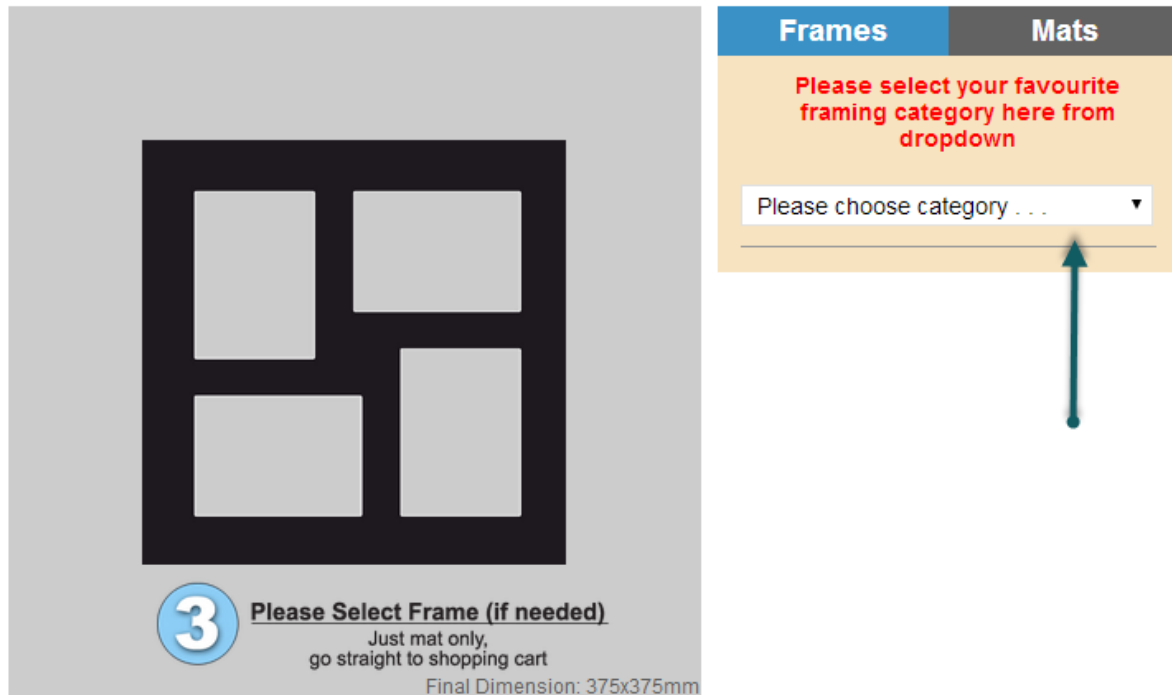 Frames
Mats
Please select your favourite
framing category here from
dropdown
Please choose category . . .
3
Please Select Frame (if needed)
Just mat only,
go straight to shopping cart
Final Dimension: 375x375mm